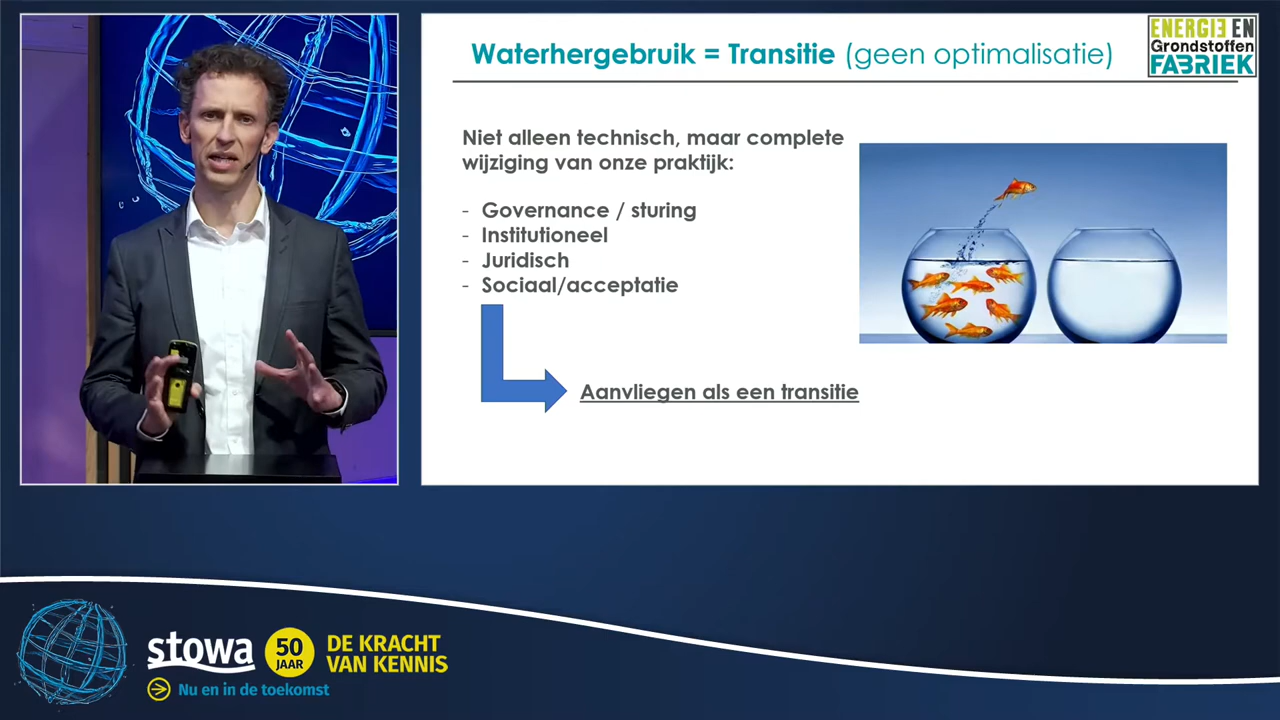 Waterhergebruik = Transitie (geen optimalisatie)
ENERGIE EN
Grondstoffen
FABRIEK
Niet alleen technisch, maar complete
wijziging van onze praktijk:
- Governance / sturing
- Institutioneel
- Juridisch
- Sociaal/acceptatie
Aanvliegen als een transitie
stowa
50
JAAR
DE KRACHT
VAN KENNIS
Nu en in de toekomst